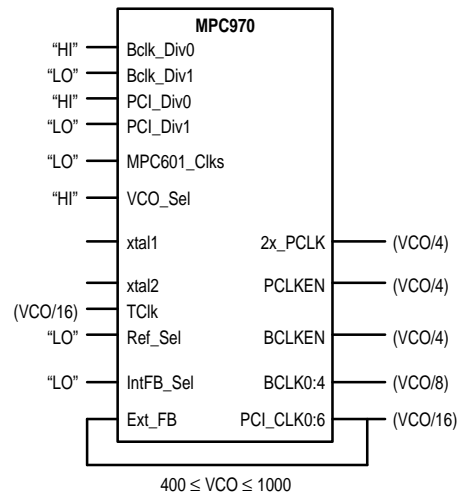 MPC970
“HI” Bclk_Div0
“LO” Bclk_Div1
“HI” PCI_Div0
“LO” PCI_Div1
“LO” MPC601_Clks
“HI” VCO_Sel
xtal1 2x_PCLK (VCO/4)
xtal2 PCLKEN (VCO/4)
(VCO/16) TClk
“LO” Ref_Sel BCLKEN (VCO/4)
“LO” IntFB_Sel BCLK0:4 (VCO/8)
Ext_FB PCI_CLK0:6 (VCO/16)
400 ≤ VCO ≤ 1000